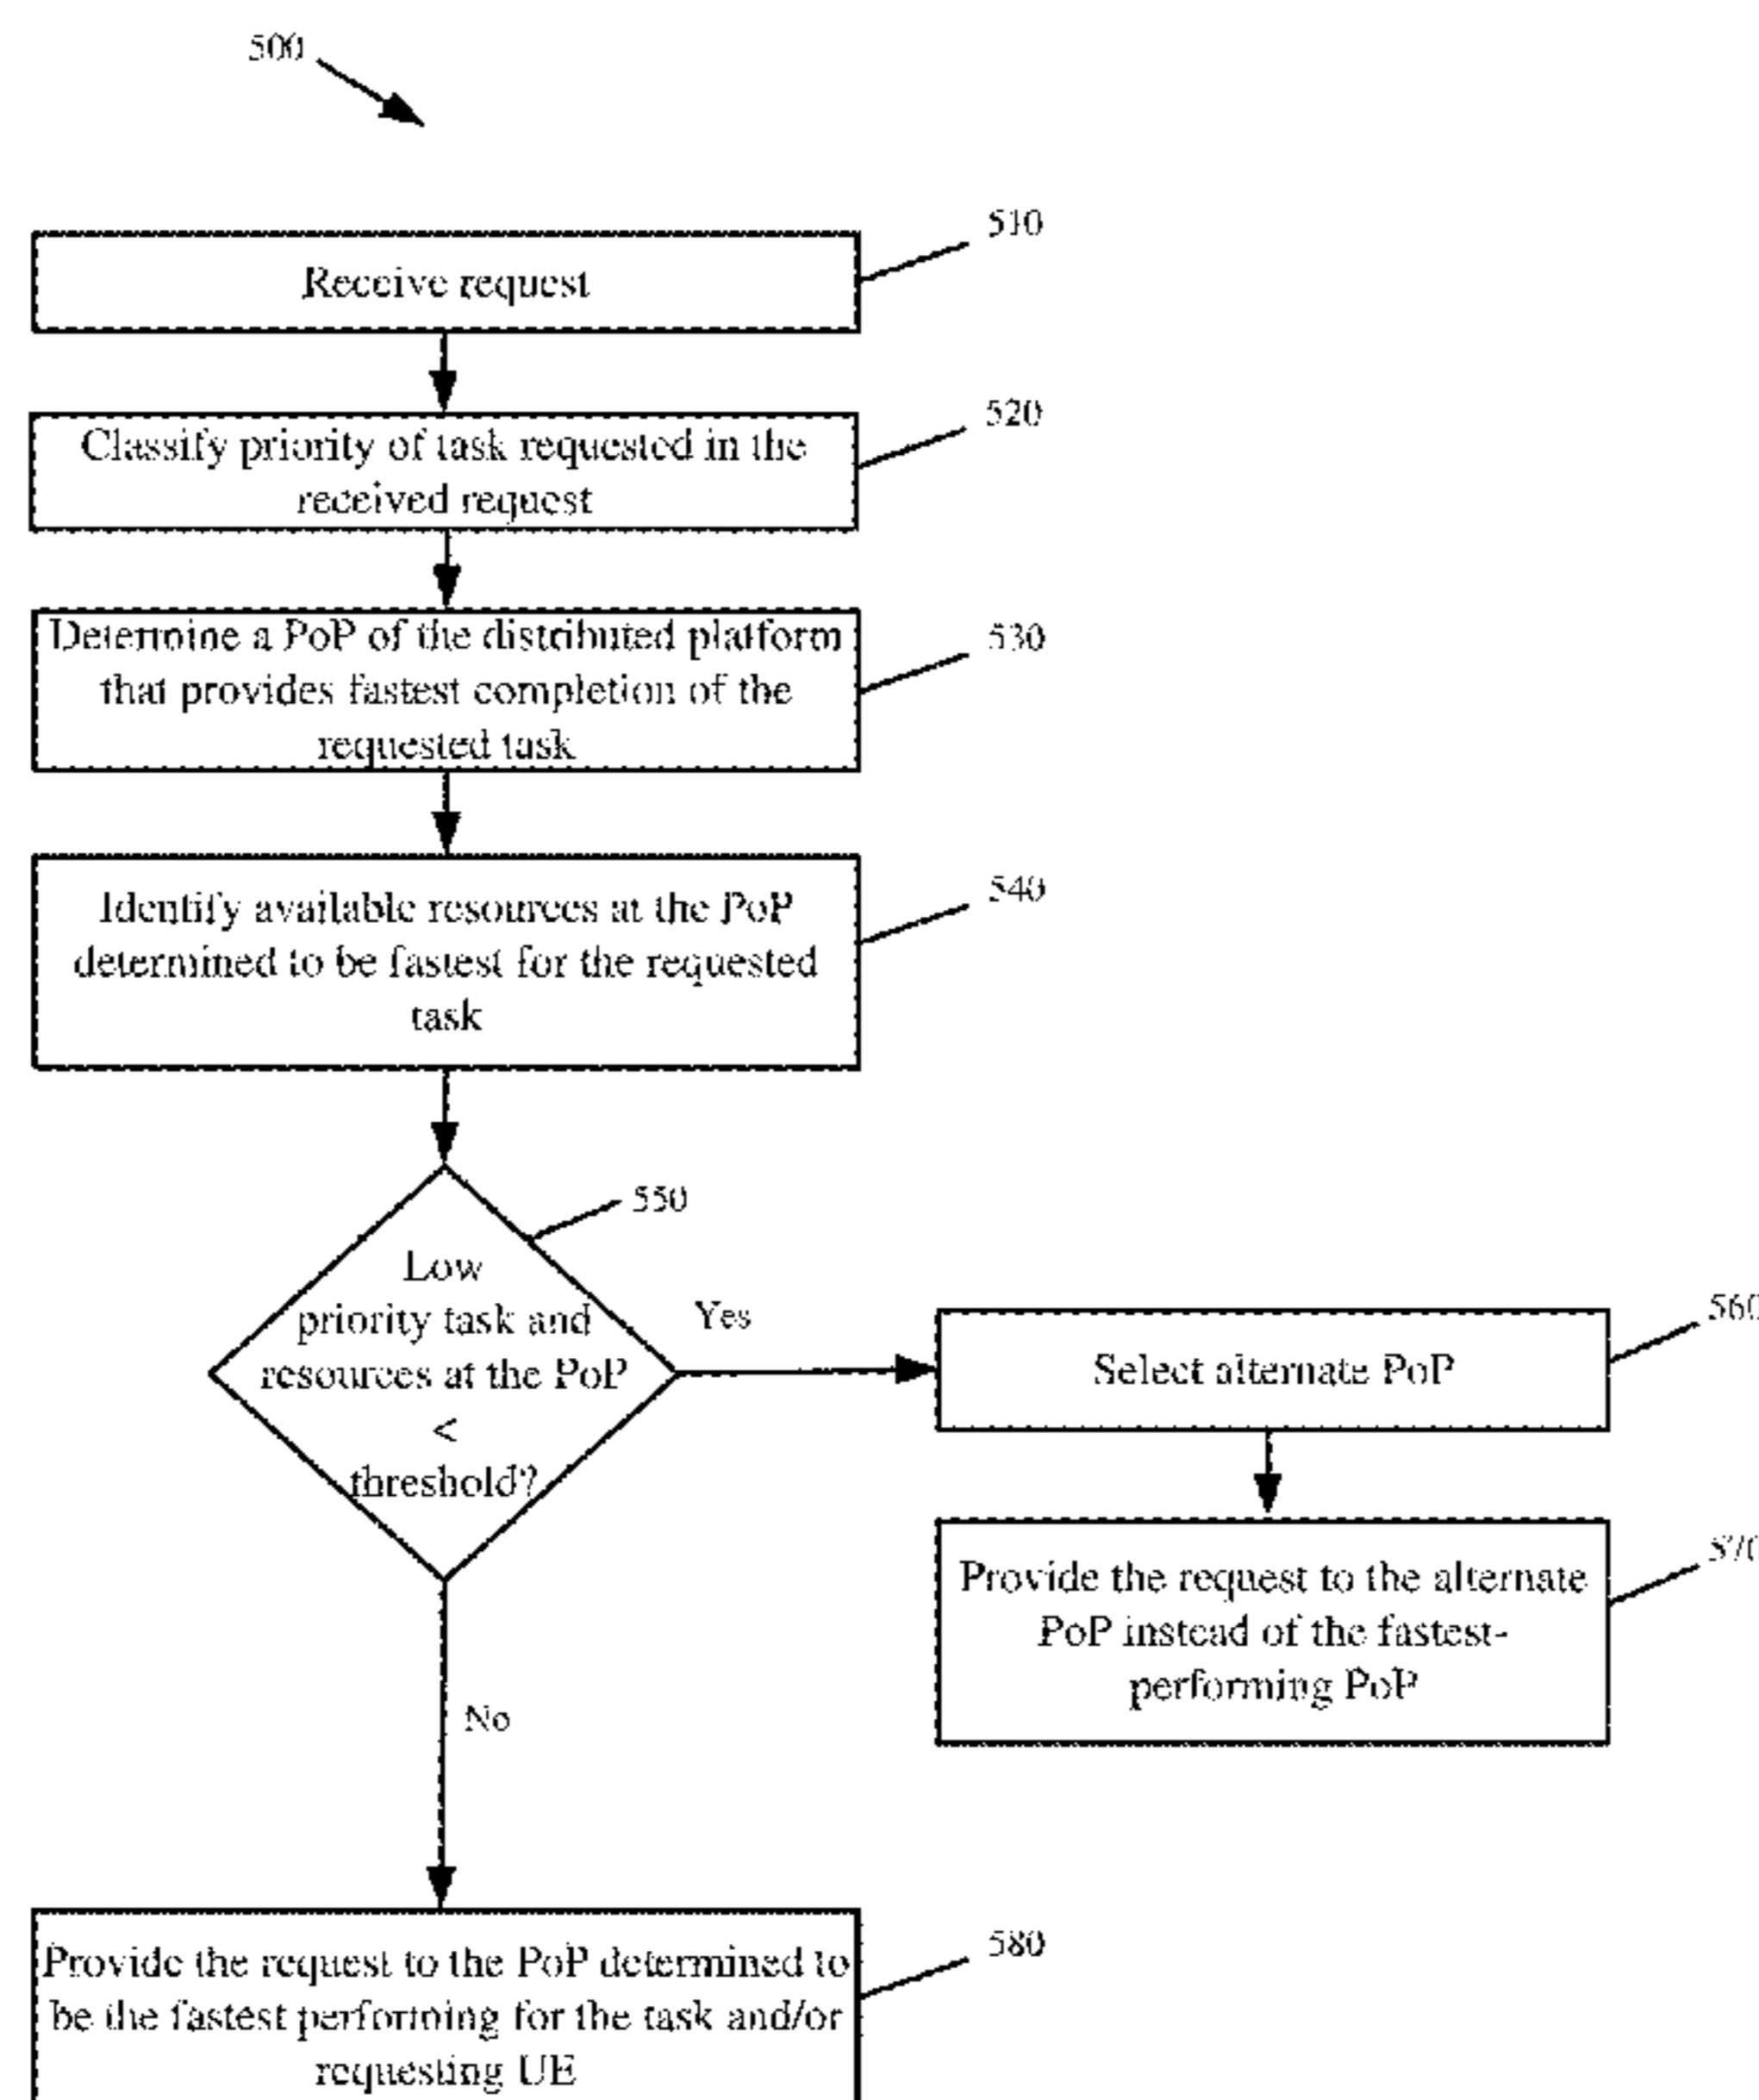 500
510
Receive request
520
Classify priority of task requested in the
received request
530
Determine a PoP of the distributed platform
that provides fastest completion of the
requested task
540
Identify available resources at the PoP
determined to be fastest for the requested
task
550
Low
priority task and
resources at the PoP
<
threshold?
Yes
560
Select alternate PoP
570
Provide the request to the alternate
PoP instead of the fastest-
performing PoP
No
580
Provide the request to the PoP determined to
be the fastest performing for the task and/or
requesting UE